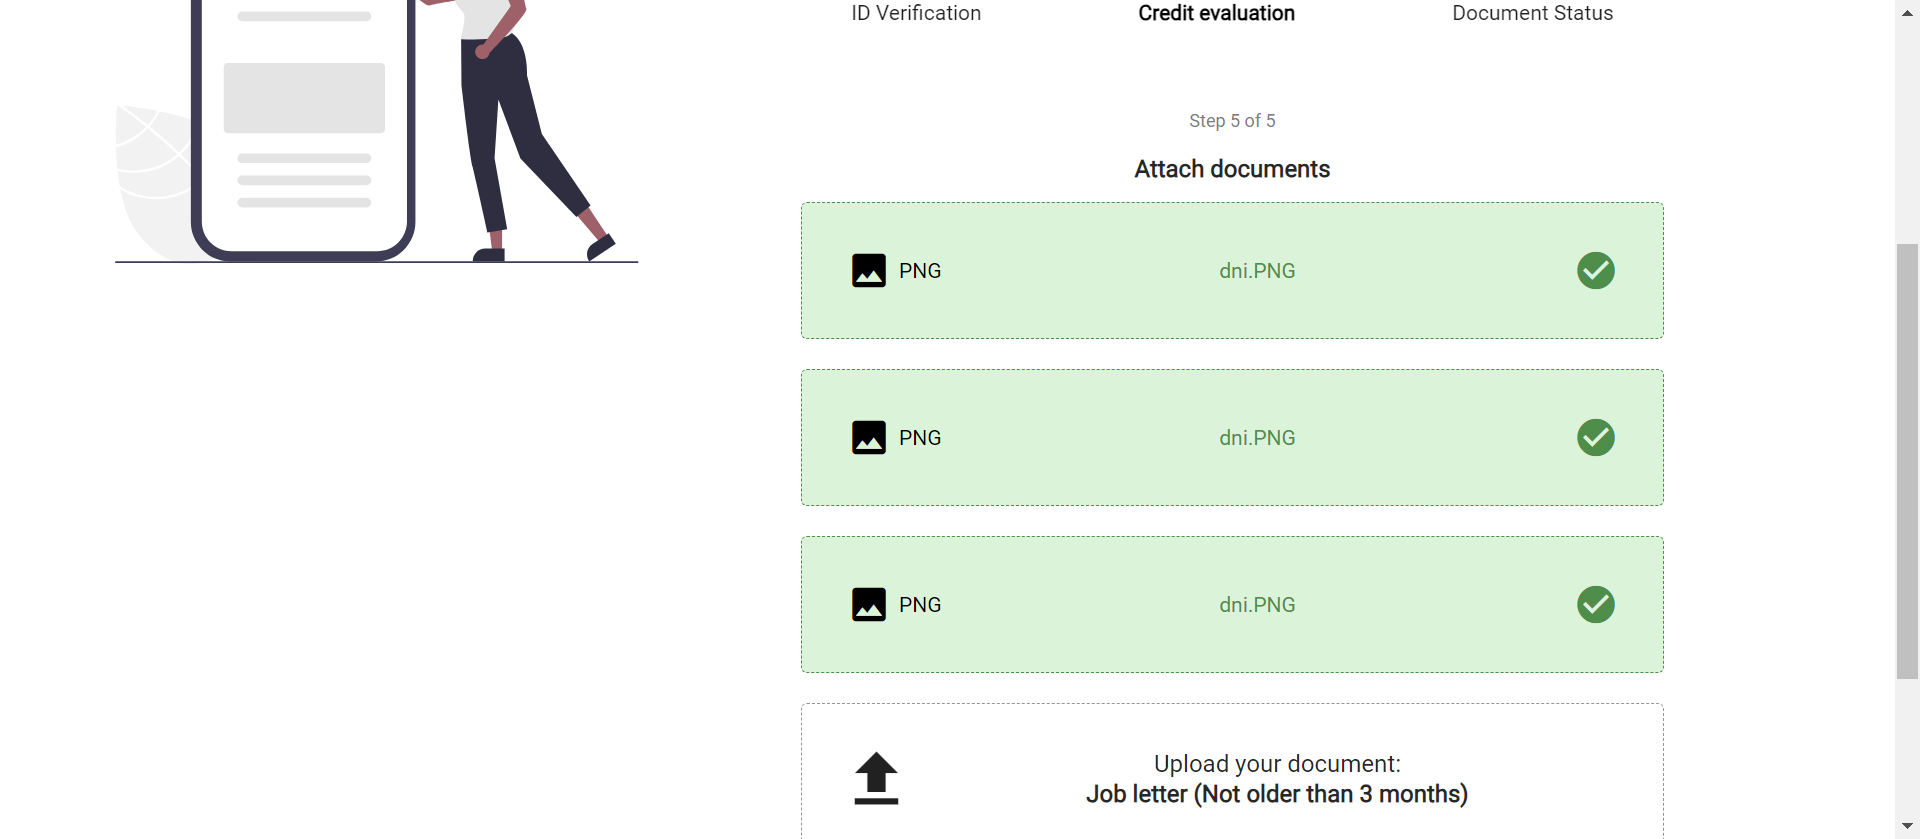 ID Verification
Credit evaluation
Document Status
Step 5 of 5
Attach documents
PNG
dni.PNG
PNG
dni.PNG
PNG
dni.PNG
Upload your document:
Job letter (Not older than 3 months)